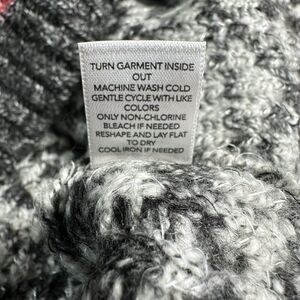 TURN GARMENT INSIDE
OUT
MACHINE WASH COLD
GENTLE CYCLE WITH LIKE
COLORS
ONLY NON-CHLORINE
BLEACH IF NEEDED
RESHAPE AND LAY FLAT
TO DRY
COOL IRON IF NEEDED